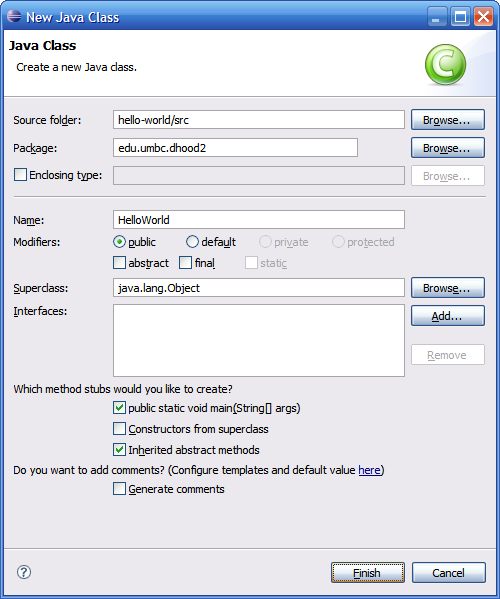 New Java Class
Java Class
Create a new Java class.
Source folder: hello-world/src Browse...
Package: edu.umbc.dhood2 Browse...
Enclosing type: Browse...
Name: HelloWorld
Modifiers: public default private protected
abstract final static
Superclass: java.lang.Object Browse...
Interfaces: Add...
Remove
Which method stubs would you like to create?
public static void main(String[] args)
Constructors from superclass
Inherited abstract methods
Do you want to add comments? (Configure templates and default value here)
Generate comments
? Finish Cancel